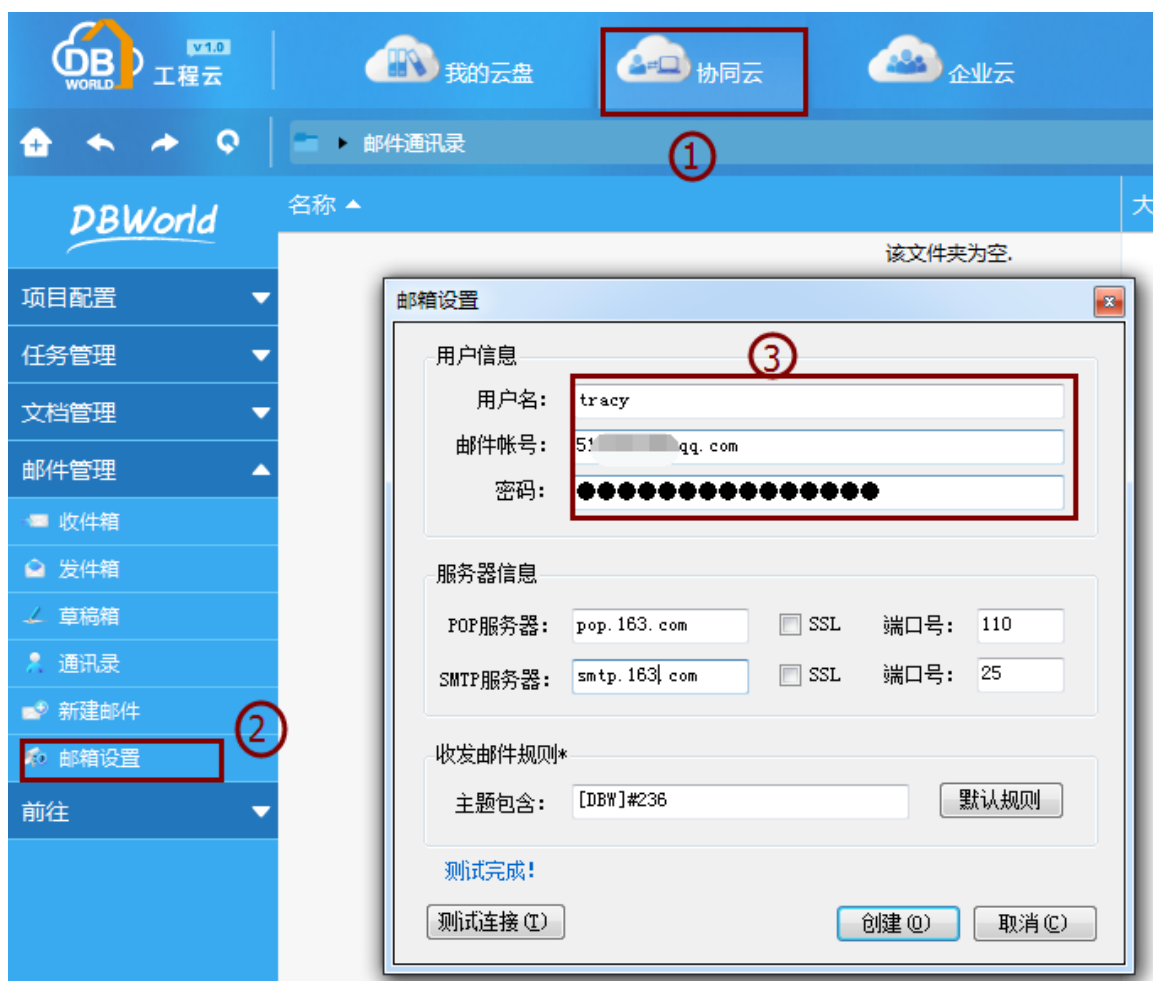 DB WORLD 工程云 V1.0
我的云盘
协同云
企业云
邮件通讯录
①
DBWorld
名称
大
该文件夹为空.
项目配置
任务管理
文档管理
邮件管理
收件箱
发件箱
草稿箱
通讯录
新建邮件
②
邮箱设置
前往
邮箱设置
x
用户信息
③
用户名: tracy
邮件帐号: 51 qq.com
密码: ●●●●●●●●●●●●●●●
服务器信息
POP服务器: pop.163.com SSL 端口号: 110
SMTP服务器: smtp.163.com SSL 端口号: 25
收发邮件规则*
主题包含: [DBW]#236 默认规则
测试完成!
测试连接(T) 创建(O) 取消(C)